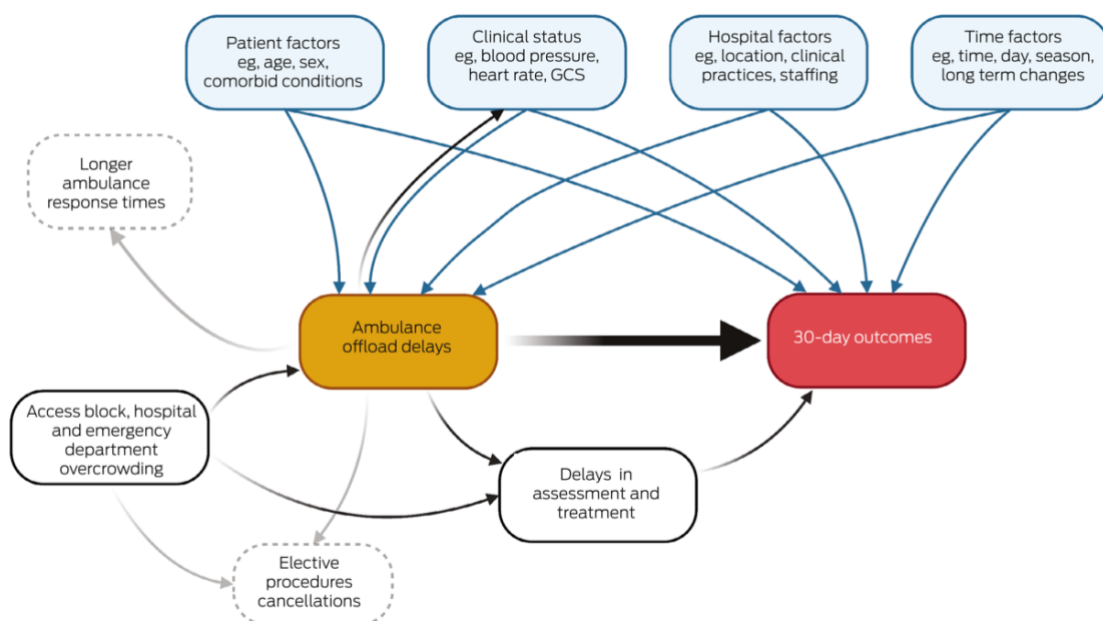 Patient factors
eg, age, sex,
comorbid conditions
Clinical status
eg, blood pressure,
heart rate, GCS
Hospital factors
eg, location, clinical
practices, staffing
Time factors
eg, time, day, season,
long term changes
Longer
ambulance
response times
Ambulance
offload delays
30-day outcomes
Access block, hospital
and emergency
department
overcrowding
Delays in
assessment and
treatment
Elective
procedures
cancellations